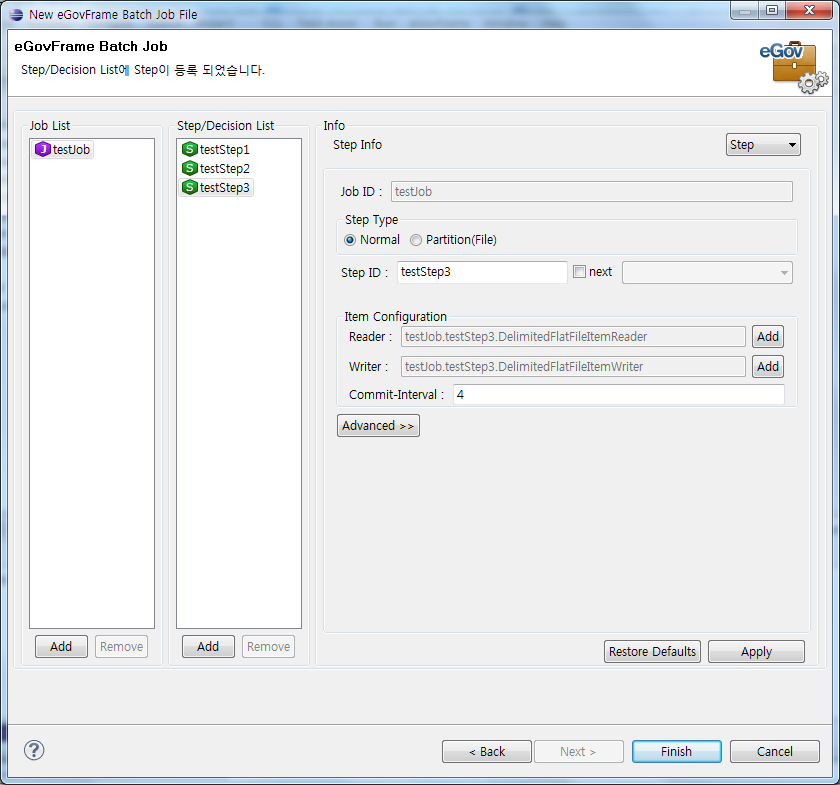 New eGovFrame Batch Job File
eGovFrame Batch Job
Step/Decision List에 Step이 등록 되었습니다.
eGov
Job List
J testJob
Add Remove
Step/Decision List
S testStep1
S testStep2
S testStep3
Add Remove
Info
Step Info Step
Job ID : testJob
Step Type
Normal Partition(File)
Step ID : testStep3 next
Item Configuration
Reader : testJob.testStep3.DelimitedFlatFileItemReader Add
Writer : testJob.testStep3.DelimitedFlatFileItemWriter Add
Commit-Interval : 4
Advanced >>
Restore Defaults Apply
? < Back Next > Finish Cancel